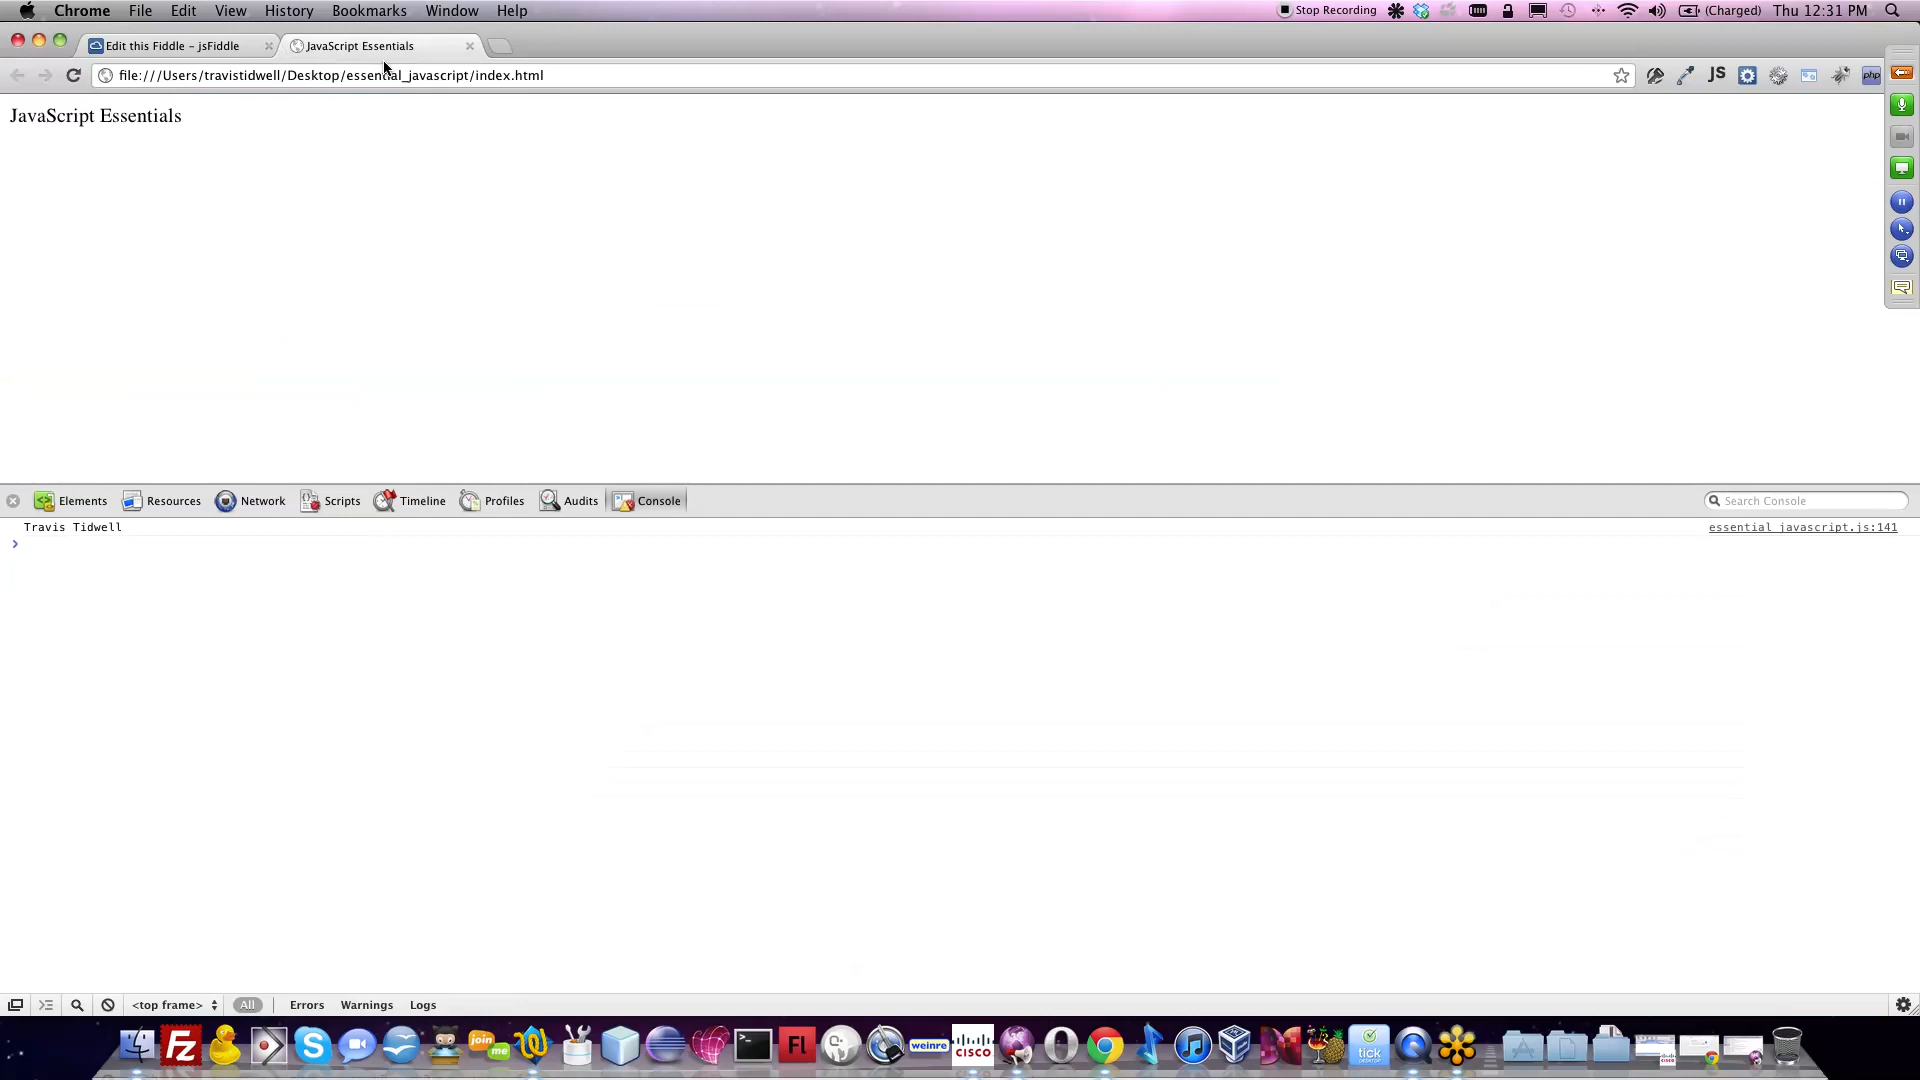 Chrome File Edit View History Bookmarks Window Help Stop Recording (Charged) Thu 12:31 PM
Edit this Fiddle - jsFiddle JavaScript Essentials
file:///Users/travistidwell/Desktop/essential_javascript/index.html JS php
JavaScript Essentials
Elements Resources Network Scripts Timeline Profiles Audits Console Search Console
Travis Tidwell essential_javascript.js:141
>
<top frame> All Errors Warnings Logs
Fz join me Fl weinre CISCO tick